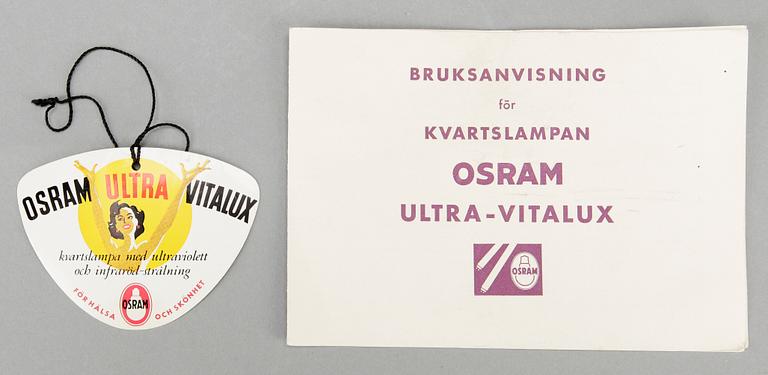 OSRAM ULTRA VITALUX
kvartslampa med ultraviolett
och infraröd-strålning
FÖR HÄLSA OCH SKÖNHET
OSRAM
BRUKSANVISNING
för
KVARTSLAMPAN
OSRAM
ULTRA-VITALUX
OSRAM